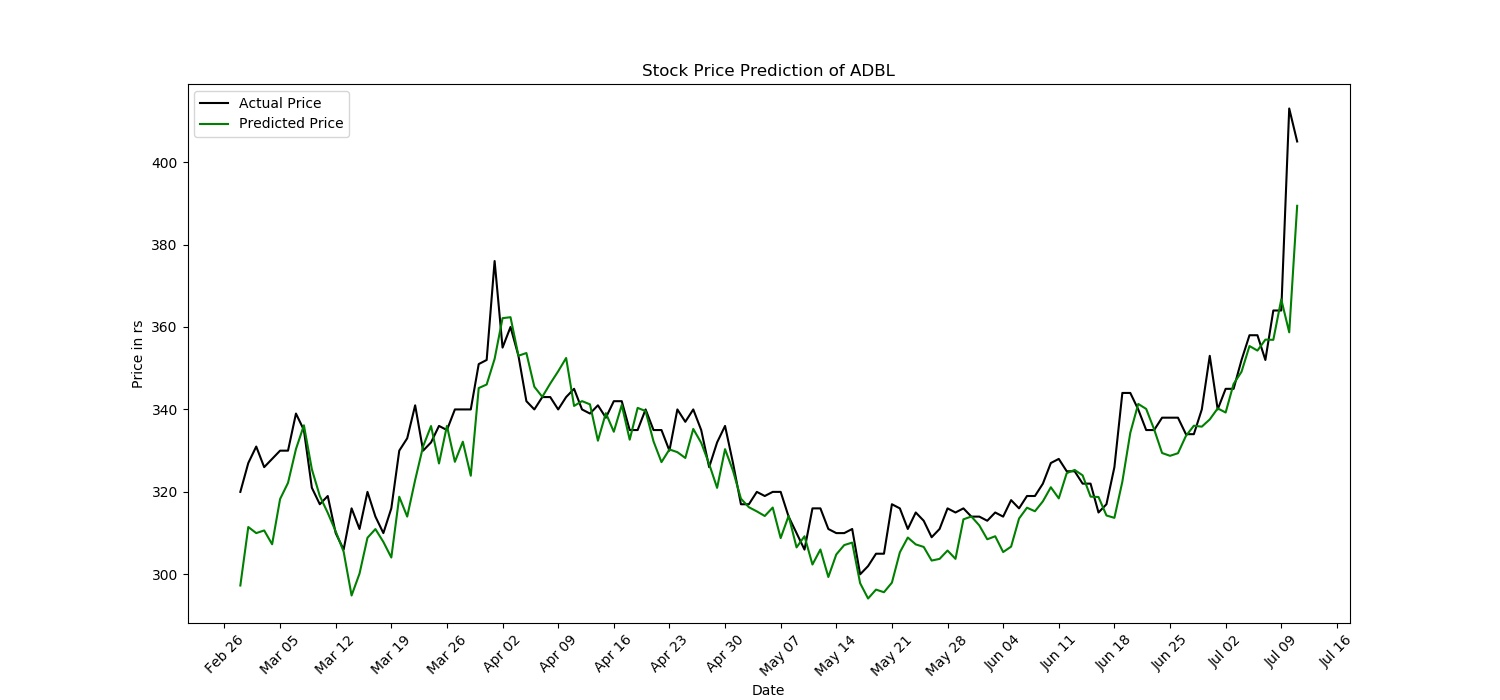 Stock Price Prediction of ADBL
Actual Price
Predicted Price
Price in rs
400
380
360
340
320
300
Feb 26
Mar 05
Mar 12
Mar 19
Mar 26
Apr 02
Apr 09
Apr 16
Apr 23
Apr 30
May 07
May 14
May 21
May 28
Jun 04
Jun 11
Jun 18
Jun 25
Jul 02
Jul 09
Jul 16
Date